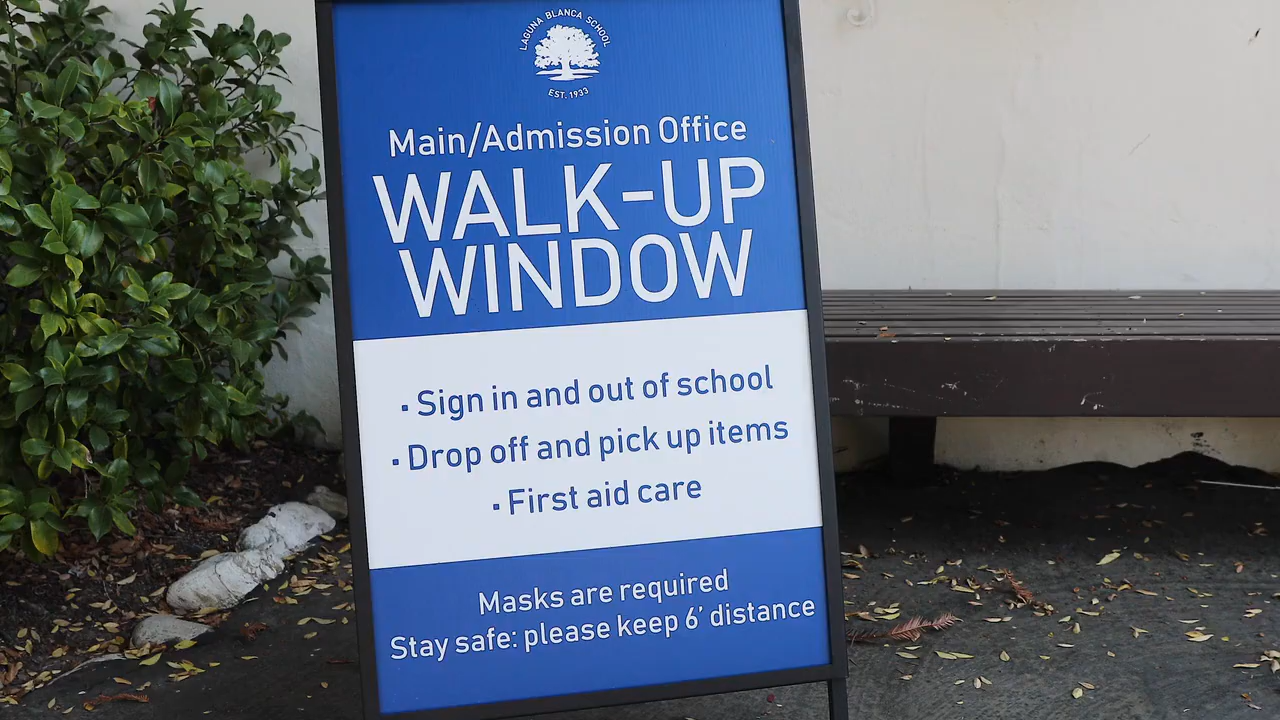 LAGUNA BLANCA SCHOOL
EST. 1933
Main/Admission Office
WALK-UP
WINDOW
· Sign in and out of school
· Drop off and pick up items
· First aid care
Masks are required
Stay safe: please keep 6' distance